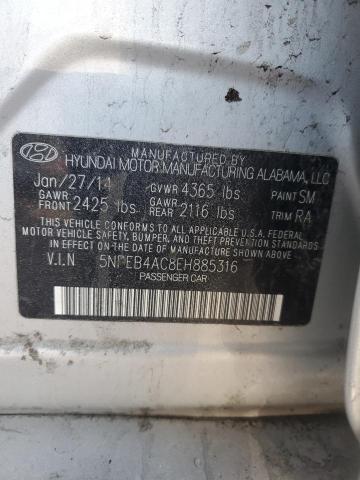 MANUFACTURED BY
HYUNDAI MOTOR MANUFACTURING ALABAMA, LLC
Jan/27/14 GVWR 4365 lbs PAINT SM
GAWR FRONT 2425 lbs GAWR REAR 2116 lbs TRIM RA
THIS VEHICLE CONFORMS TO ALL APPLICABLE U.S.A. FEDERAL
MOTOR VEHICLE SAFETY, BUMPER, AND THEFT PREVENTION
STANDARDS IN EFFECT ON THE DATE OF MANUFACTURE SHOWN ABOVE.
V.I.N 5NPEB4AC8EH885316
PASSENGER CAR